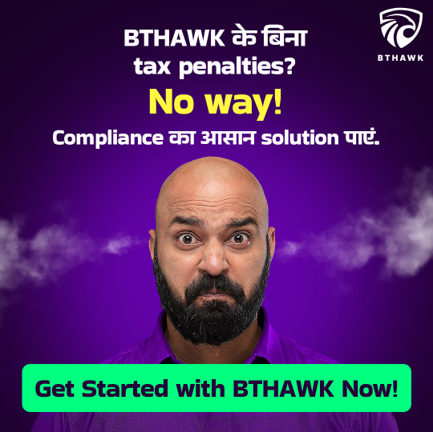 BTHAWK
BTHAWK के बिना
tax penalties?
No way!
Compliance का आसान solution पाएं.
Get Started with BTHAWK Now!